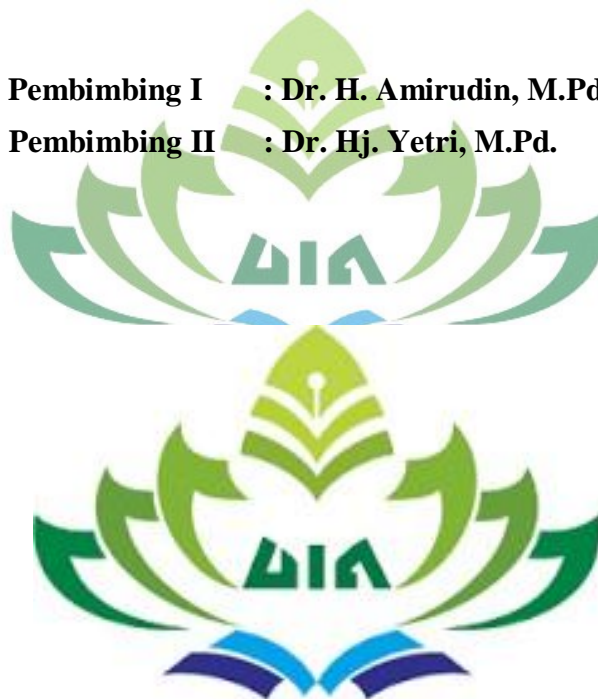 Pembimbing I : Dr. H. Amirudin, M.Pd
Pembimbing II : Dr. Hj. Yetri, M.Pd.
UIN
UIN